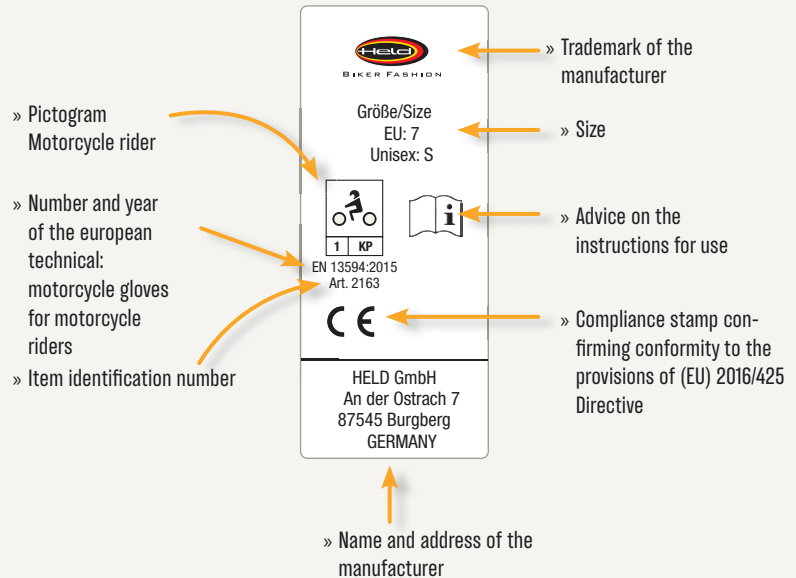 Held
BIKER FASHION
» Trademark of the
manufacturer
» Pictogram
Motorcycle rider
Größe/Size
EU: 7
Unisex: S
» Size
» Number and year
of the european
technical:
motorcycle gloves
for motorcycle
riders
1 KP
i
» Advice on the
instructions for use
EN 13594:2015
Art. 2163
» Item identification number
CE
» Compliance stamp con-
firming conformity to the
provisions of (EU) 2016/425
Directive
HELD GmbH
An der Ostrach 7
87545 Burgberg
GERMANY
» Name and address of the
manufacturer